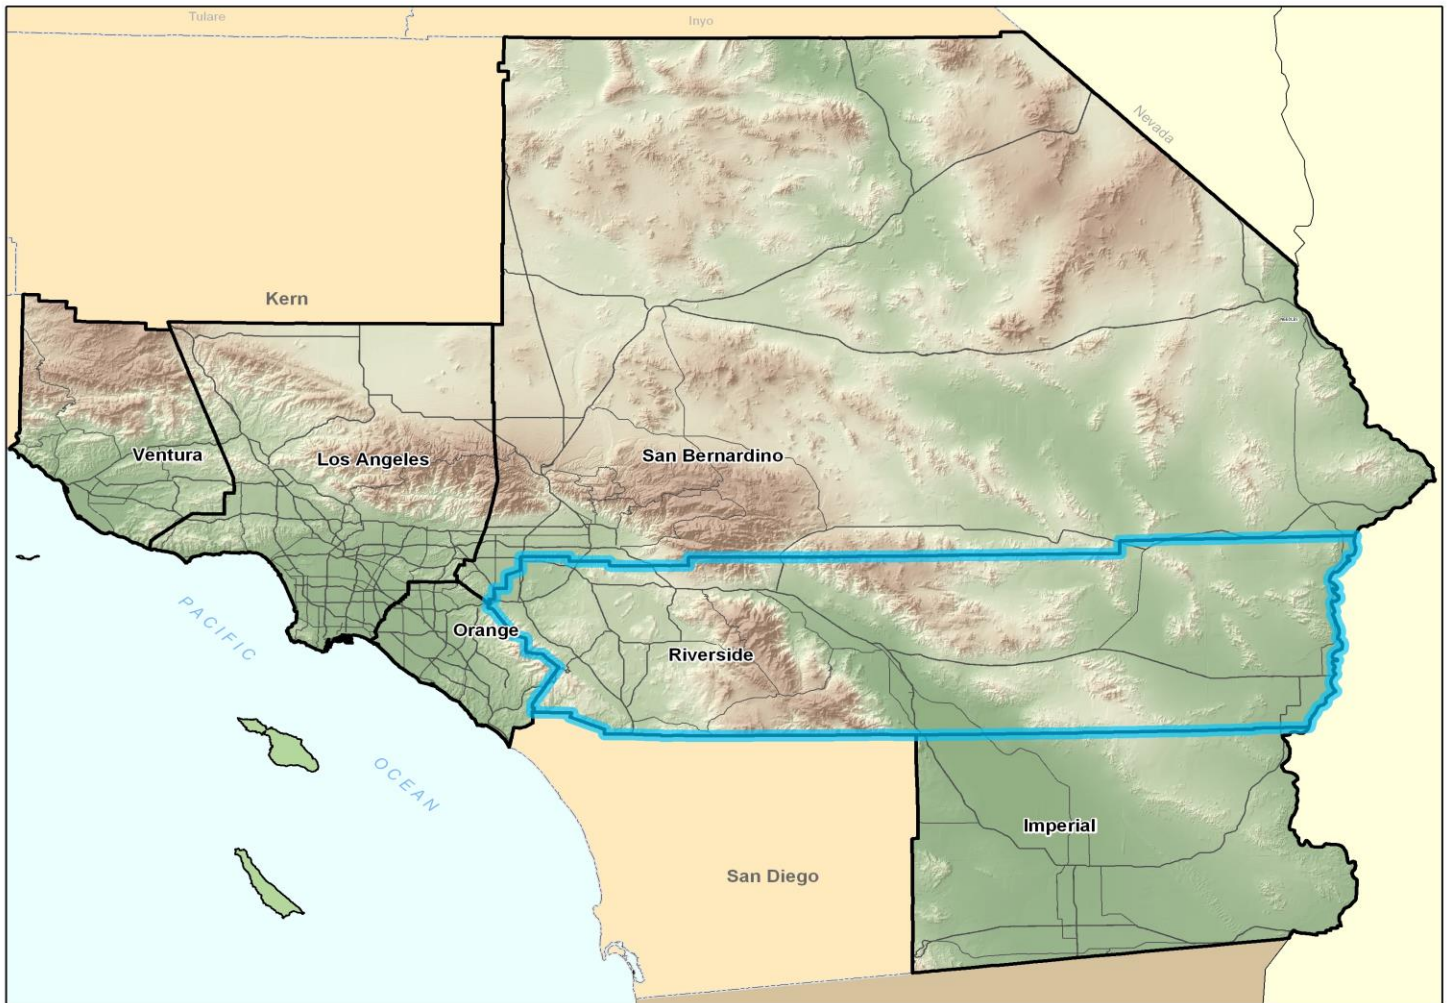 Tulare
Inyo
Nevada
Kern
Ventura
Los Angeles
San Bernardino
PACIFIC
Orange
Riverside
OCEAN
Imperial
San Diego